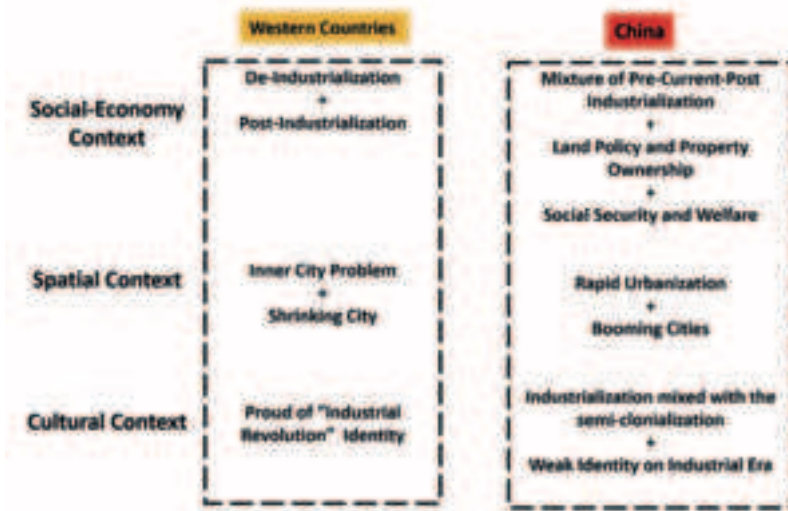 Western Countries
China
Social-Economy
Context
De-Industrialization
+
Post-Industrialization
Mixture of Pre-Current-Post
Industrialization
+
Land Policy and Property
Ownership
+
Social Security and Welfare
Spatial Context
Inner City Problem
+
Shrinking City
Rapid Urbanization
+
Booming Cities
Cultural Context
Proud of "Industrial
Revolution" Identity
Industrialization mixed with the
semi-clonialization
+
Weak Identity on Industrial Era